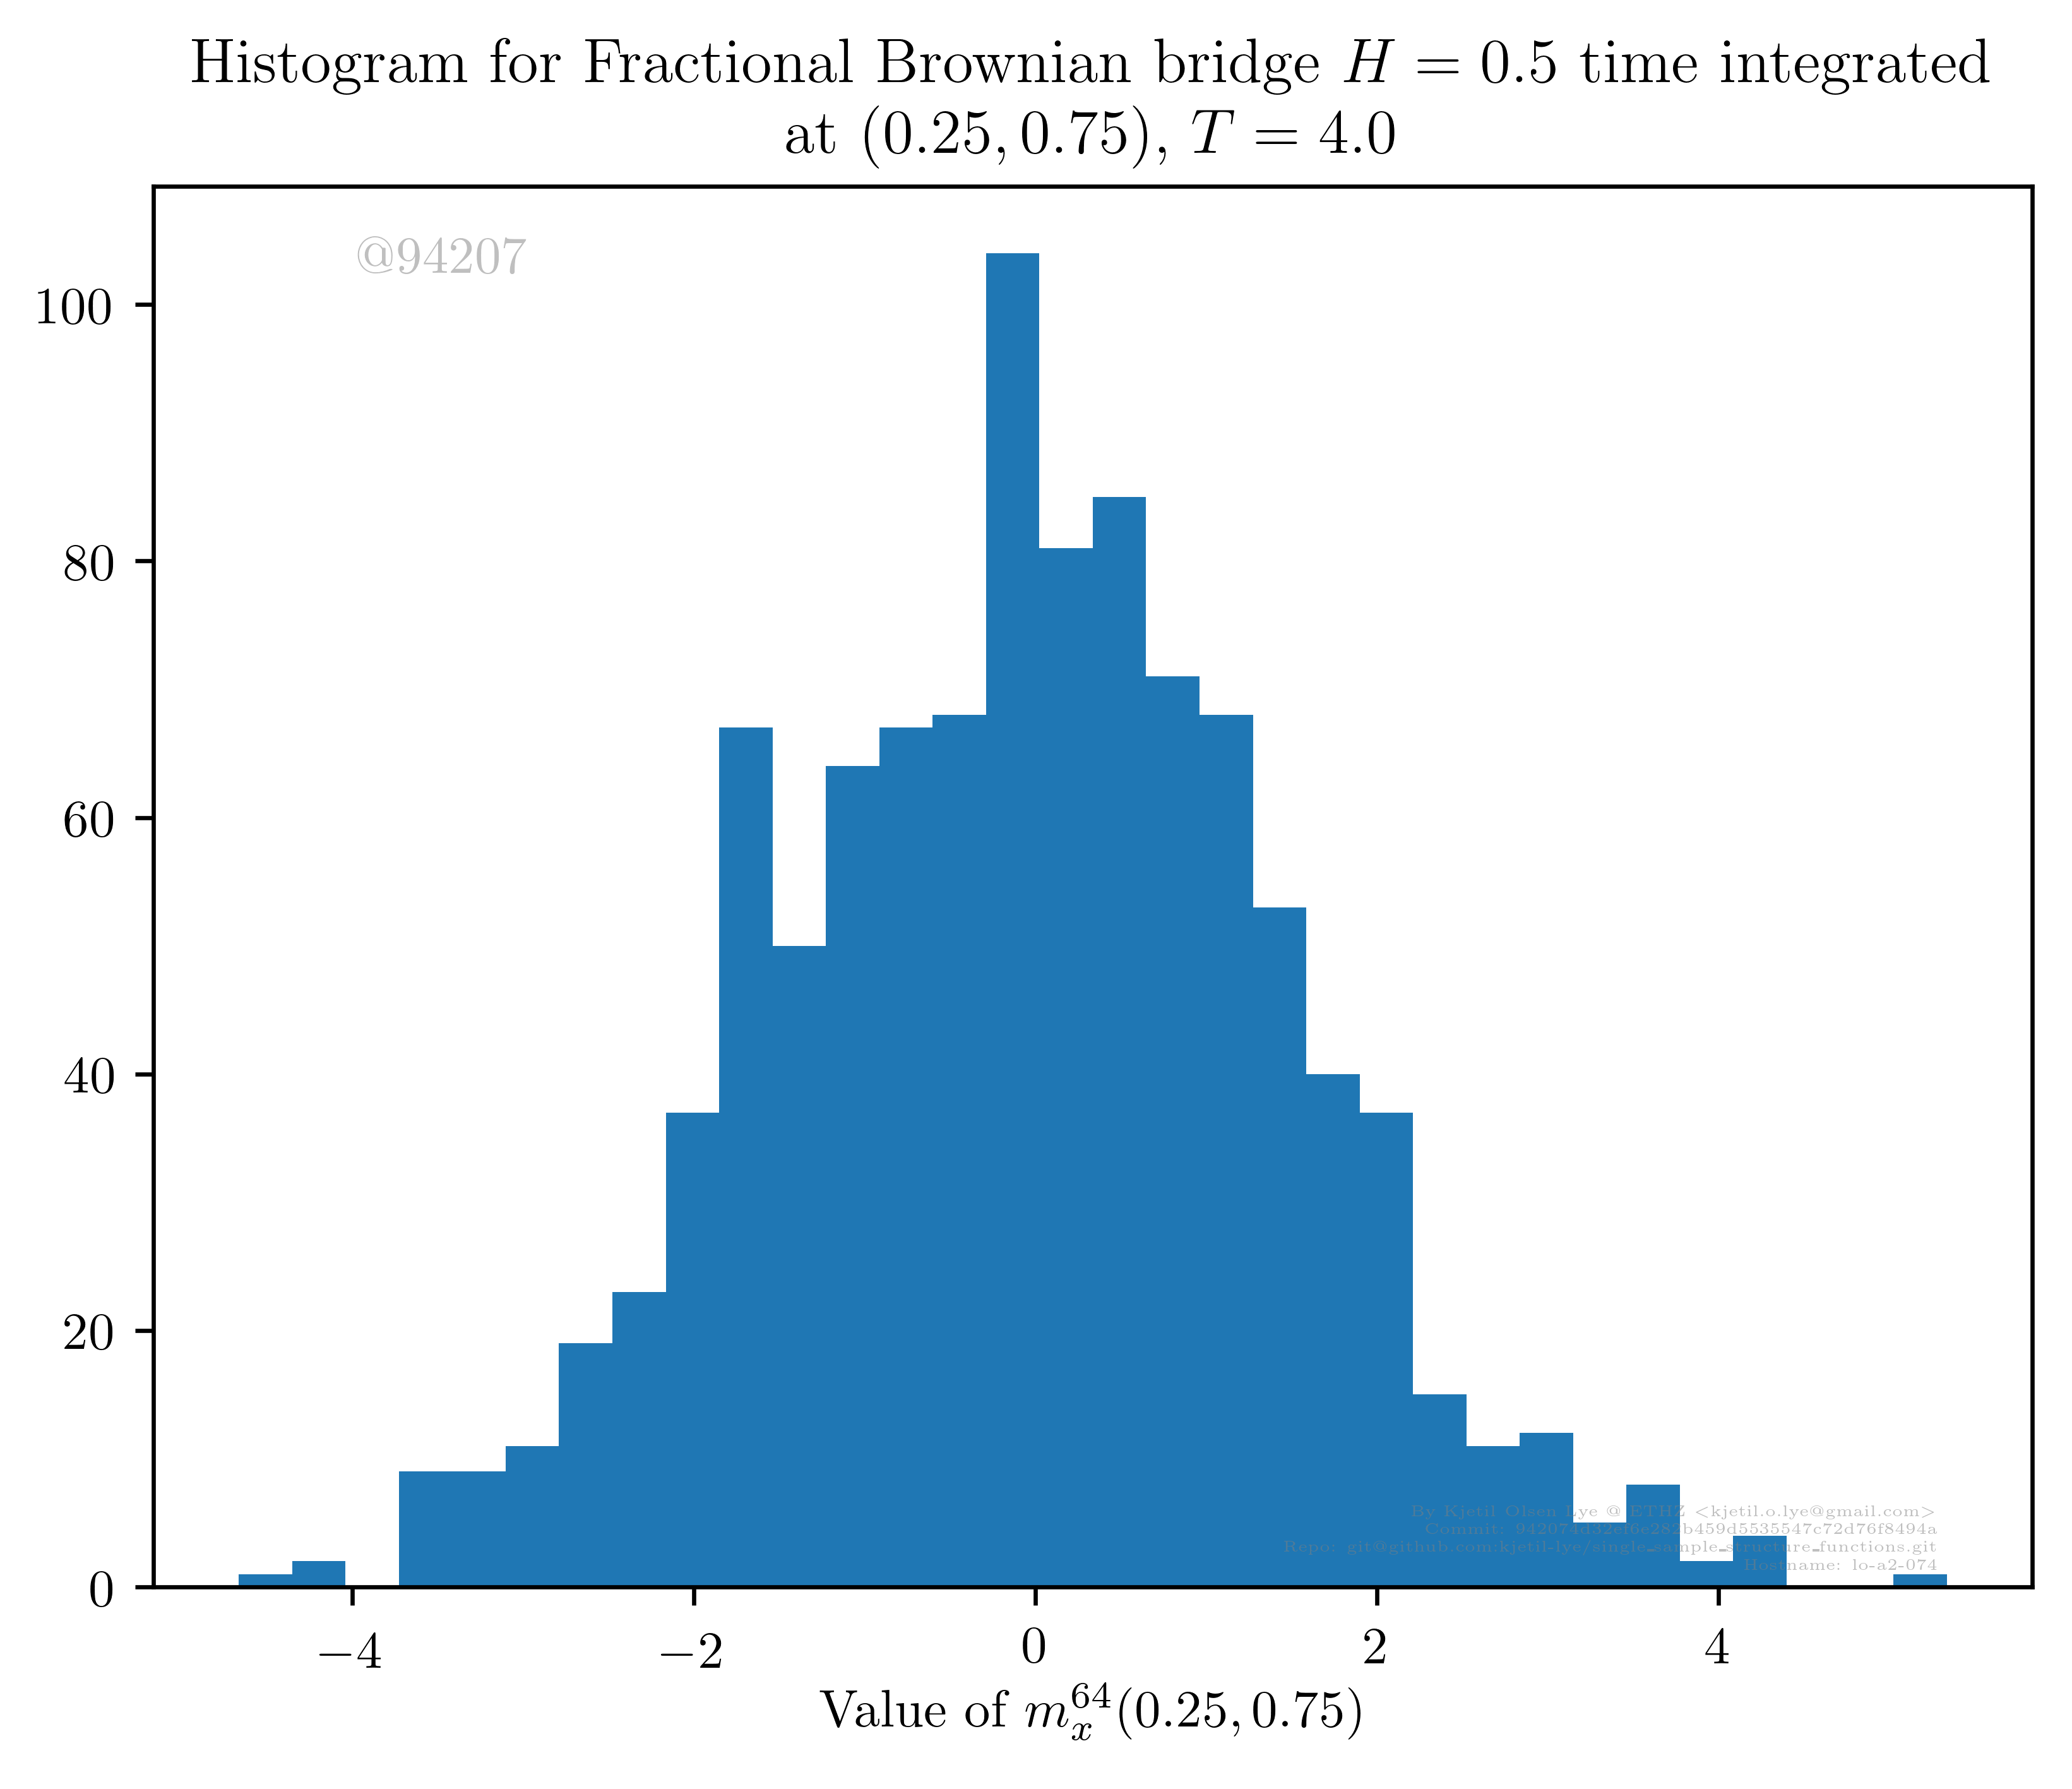 Histogram for Fractional Brownian bridge H = 0.5 time integrated
at (0.25, 0.75), T = 4.0
@94207
100
80
60
40
20
0
−4 −2 0 2 4
Value of m_x^{64}(0.25, 0.75)
By Kjetil Olsen Lye @ ETHZ <kjetil.o.lye@gmail.com>
Commit: 942074d32ef6e282b459d5535547c72d76f8494a
Repo: git@github.com:kjetil-lye/single_sample_structure_functions.git
Hostname: lo-a2-074